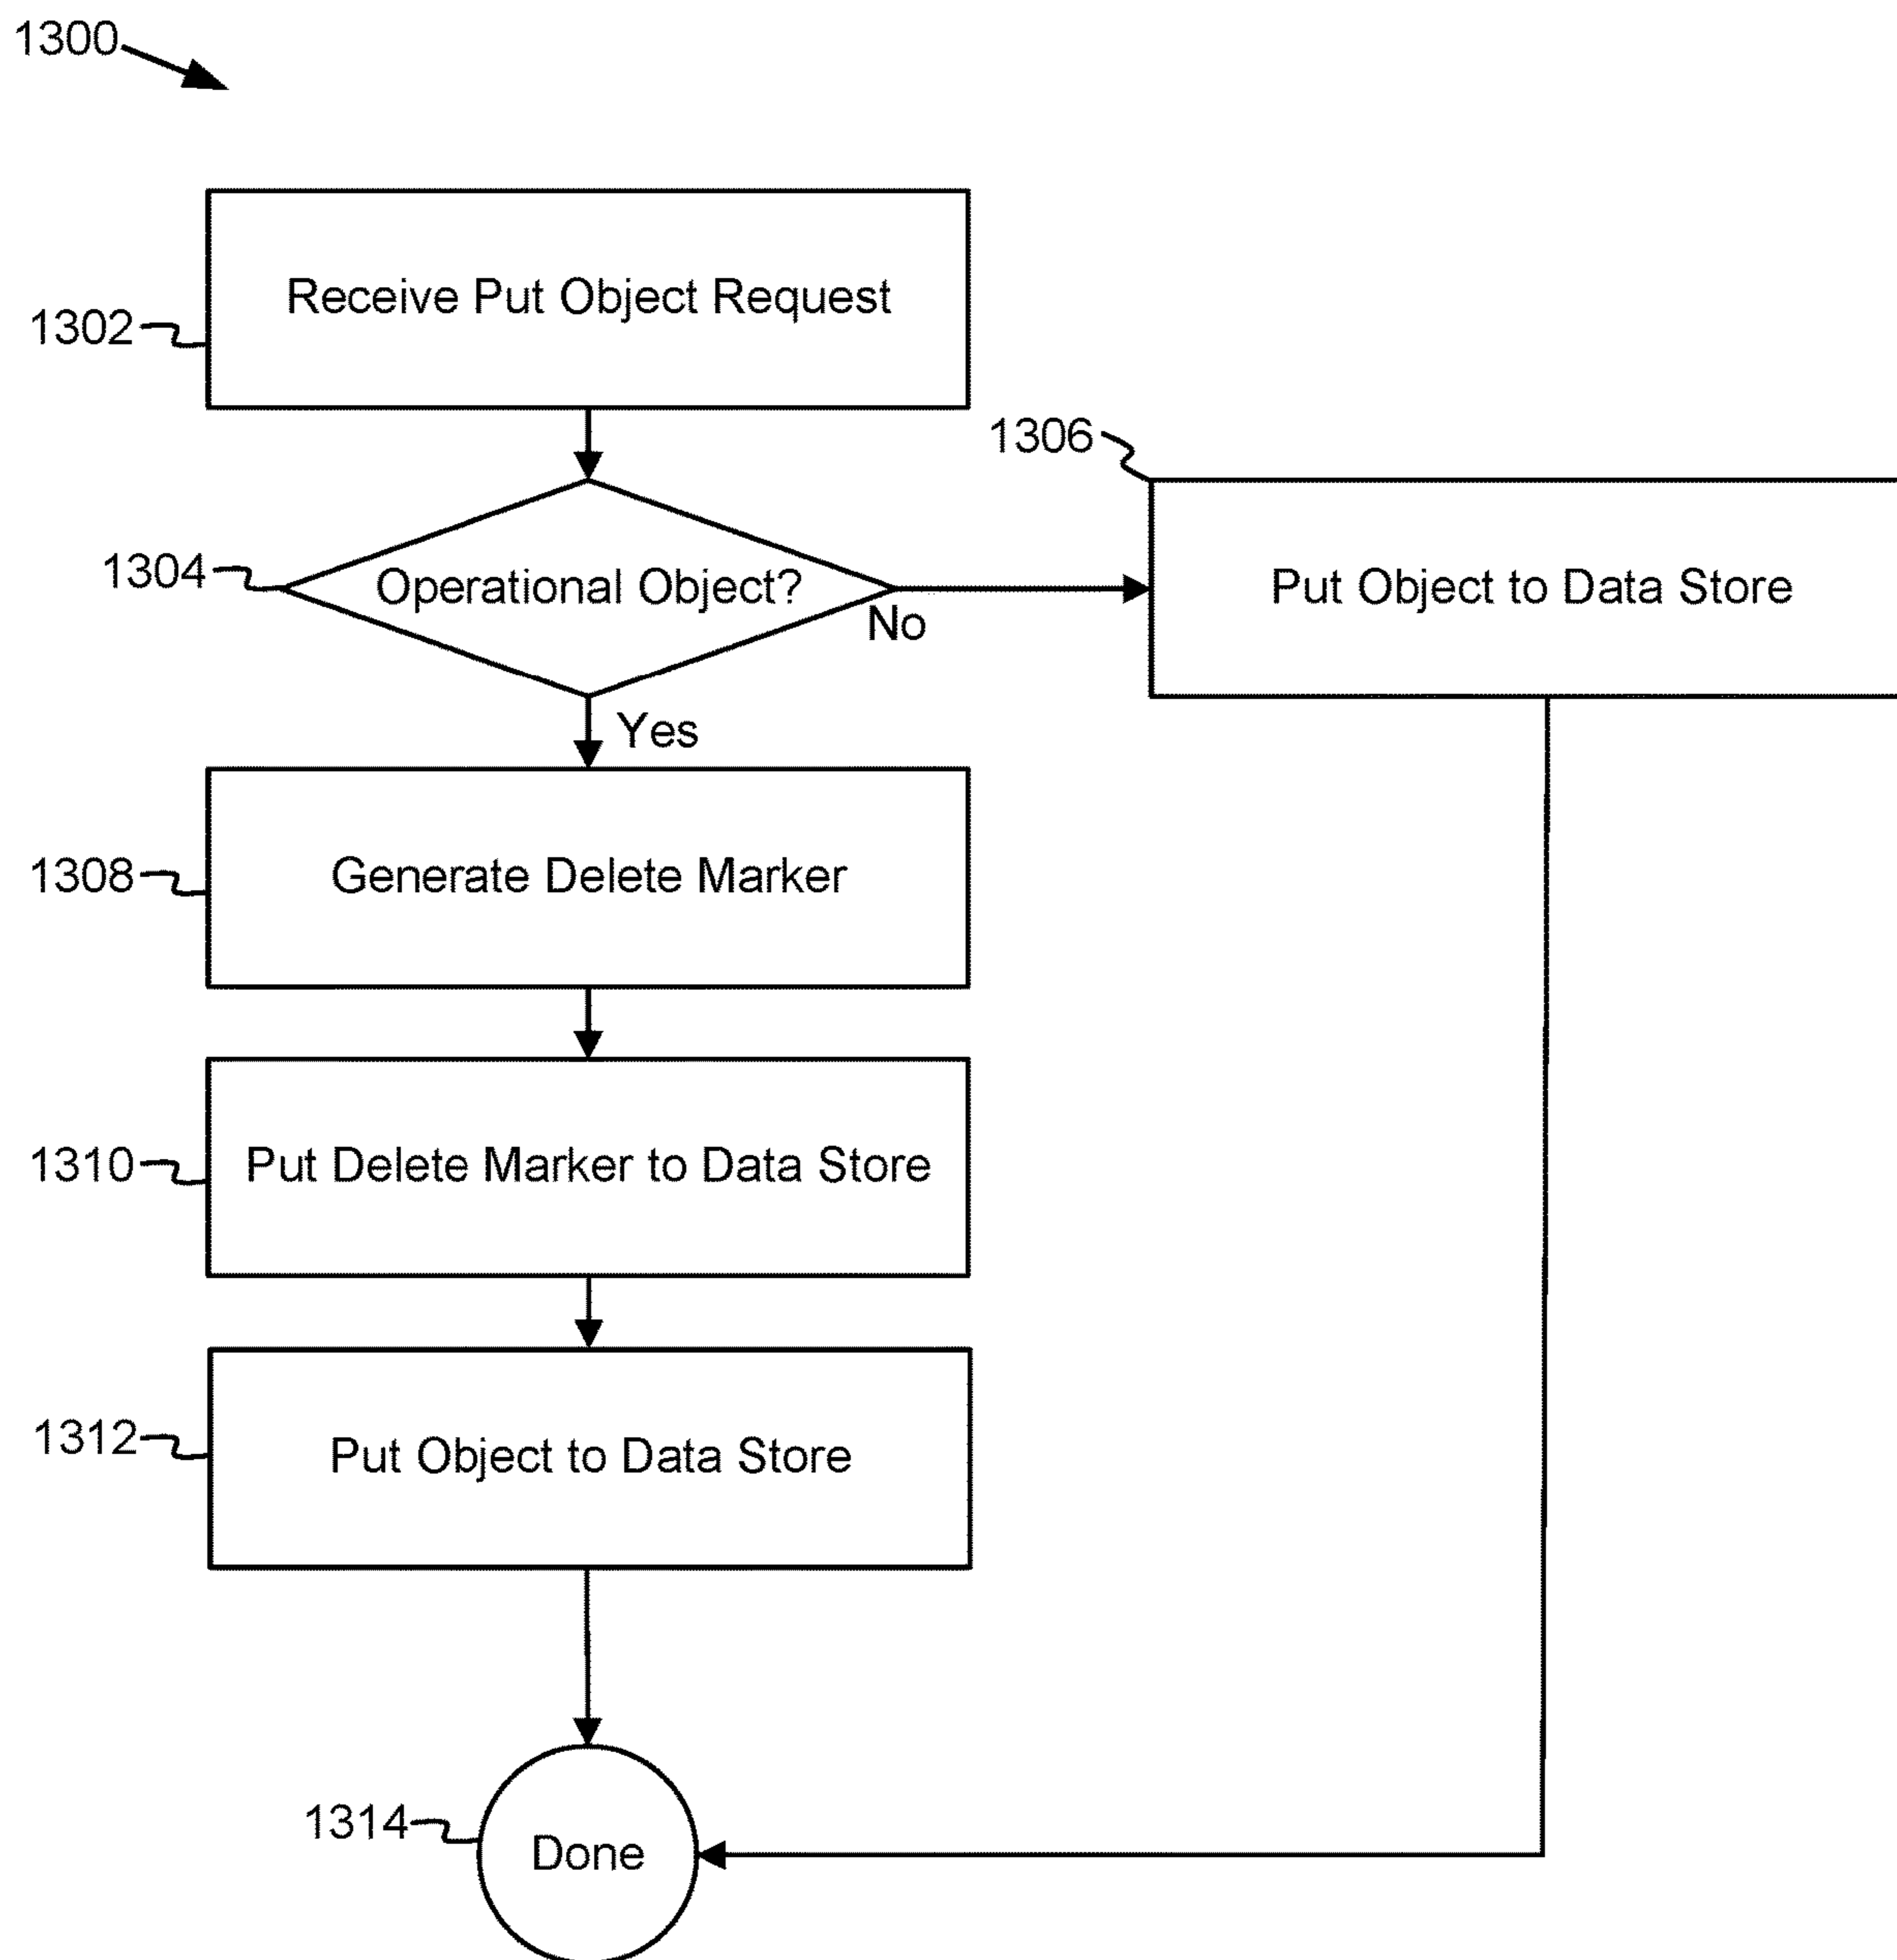 1300
Receive Put Object Request
1302
1306
1304
Operational Object?
Put Object to Data Store
No
Yes
1308
Generate Delete Marker
1310
Put Delete Marker to Data Store
1312
Put Object to Data Store
1314
Done